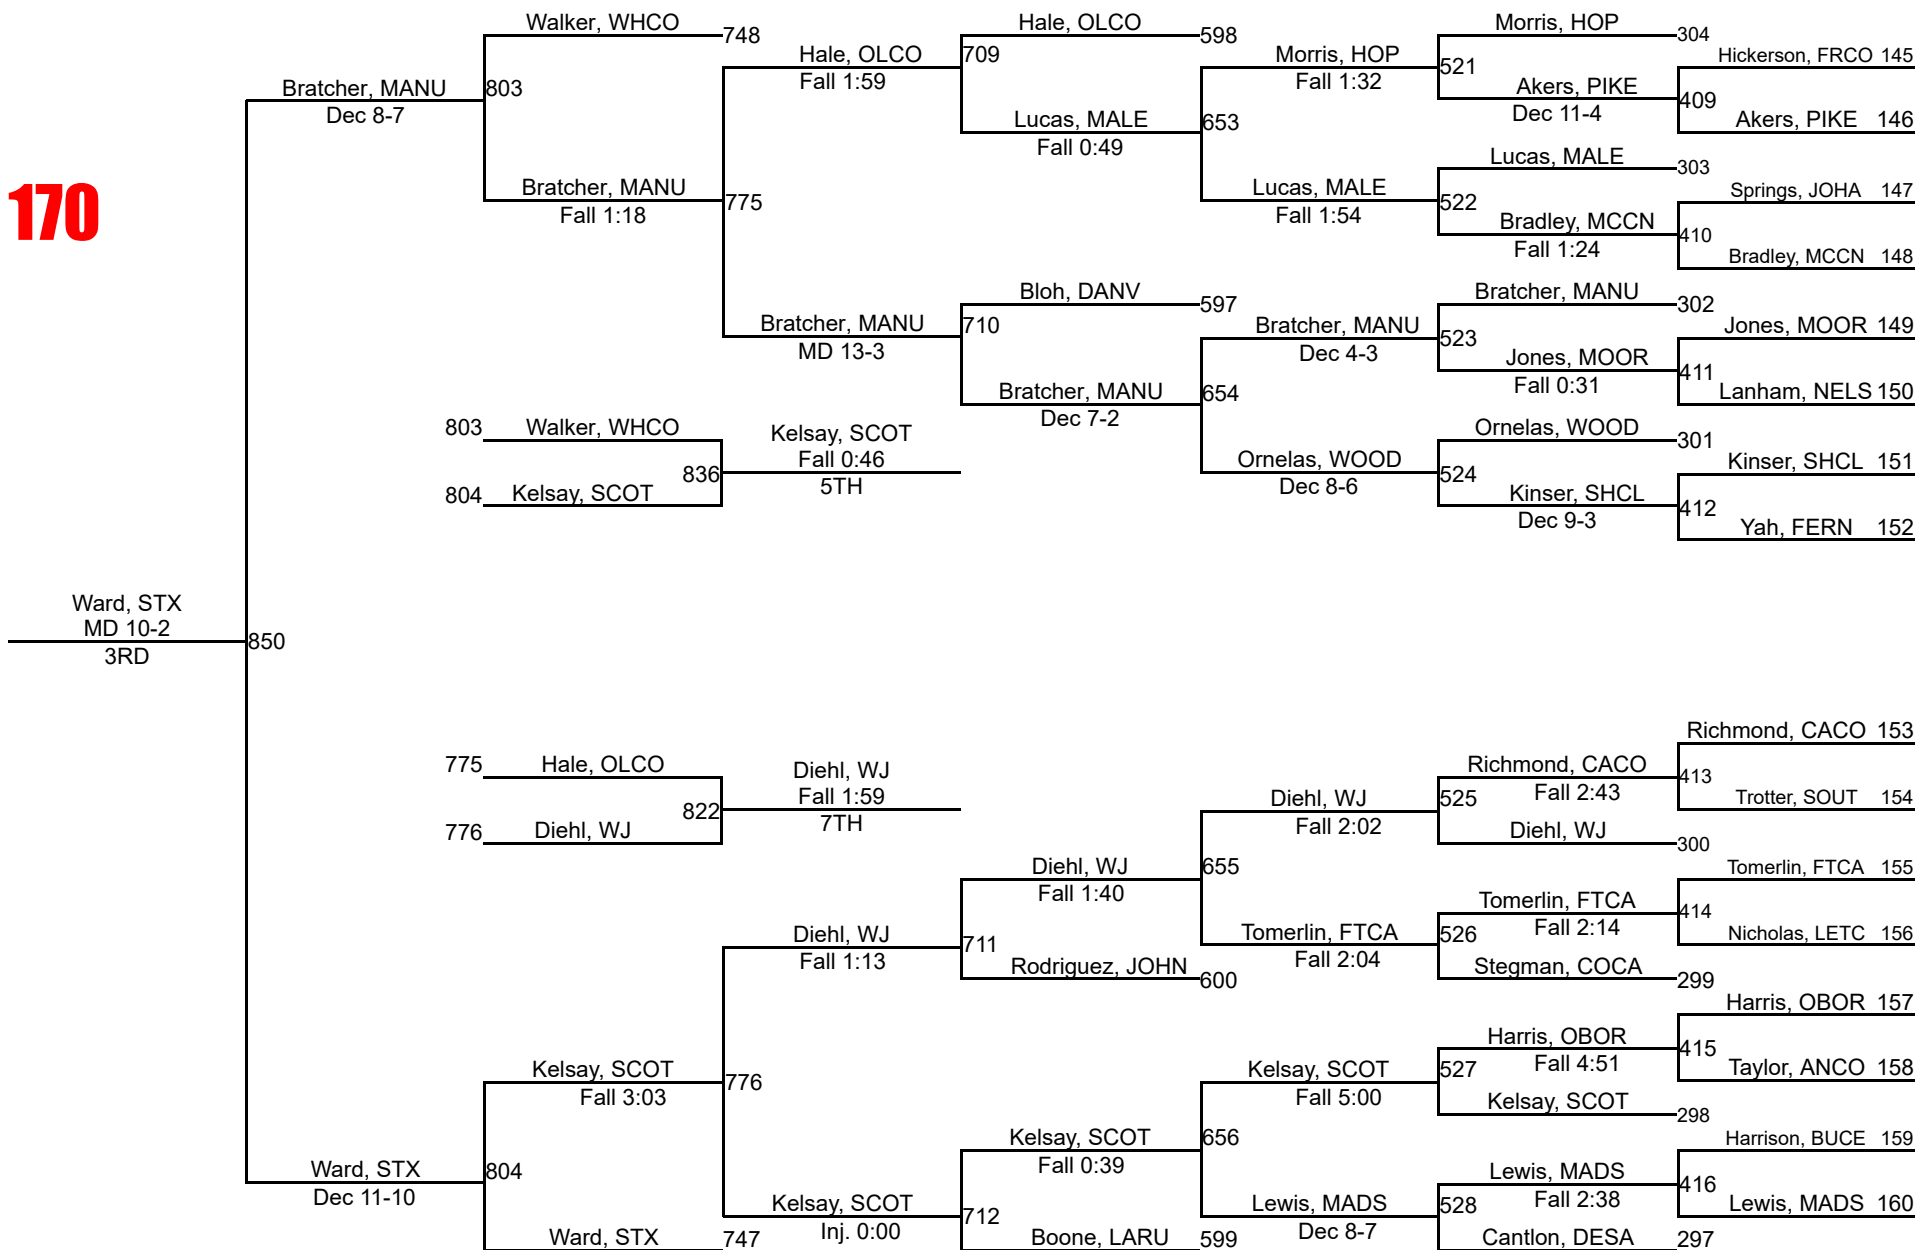 170
Walker, WHCO
748
Bratcher, MANU
Dec 8-7
803
Bratcher, MANU
Fall 1:18
775
Hale, OLCO
Fall 1:59
709
Hale, OLCO
598
Lucas, MALE
Fall 0:49
653
Morris, HOP
Fall 1:32
521
Morris, HOP
304
Akers, PIKE
Dec 11-4
409
Hickerson, FRCO 145
Akers, PIKE 146
Lucas, MALE
Fall 1:54
522
Lucas, MALE
303
Bradley, MCCN
Fall 1:24
410
Springs, JOHA 147
Bradley, MCCN 148
Bratcher, MANU
MD 13-3
710
Bloh, DANV
597
Bratcher, MANU
Dec 7-2
654
Bratcher, MANU
Dec 4-3
523
Bratcher, MANU
302
Jones, MOOR
Fall 0:31
411
Jones, MOOR 149
Lanham, NELS 150
Ornelas, WOOD
Dec 8-6
524
Ornelas, WOOD
301
Kinser, SHCL
Dec 9-3
412
Kinser, SHCL 151
Yah, FERN 152
803 Walker, WHCO
804 Kelsay, SCOT
836
Kelsay, SCOT
Fall 0:46
5TH
Ward, STX
MD 10-2
3RD
850
775 Hale, OLCO
776 Diehl, WJ
822
Diehl, WJ
Fall 1:59
7TH
Richmond, CACO 153
Trotter, SOUT 154
413
Richmond, CACO
Fall 2:43
Diehl, WJ
300
525
Diehl, WJ
Fall 2:02
Tomerlin, FTCA 155
Nicholas, LETC 156
414
Tomerlin, FTCA
Fall 2:14
Stegman, COCA
299
526
Tomerlin, FTCA
Fall 2:04
655
Diehl, WJ
Fall 1:40
Rodriguez, JOHN
600
711
Diehl, WJ
Fall 1:13
Harris, OBOR 157
Taylor, ANCO 158
415
Harris, OBOR
Fall 4:51
Kelsay, SCOT
298
527
Kelsay, SCOT
Fall 5:00
Harrison, BUCE 159
Lewis, MADS 160
416
Lewis, MADS
Fall 2:38
Cantlon, DESA
297
528
Lewis, MADS
Dec 8-7
656
Kelsay, SCOT
Fall 0:39
Boone, LARU
599
712
Kelsay, SCOT
Inj. 0:00
776
Kelsay, SCOT
Fall 3:03
Ward, STX
747
804
Ward, STX
Dec 11-10